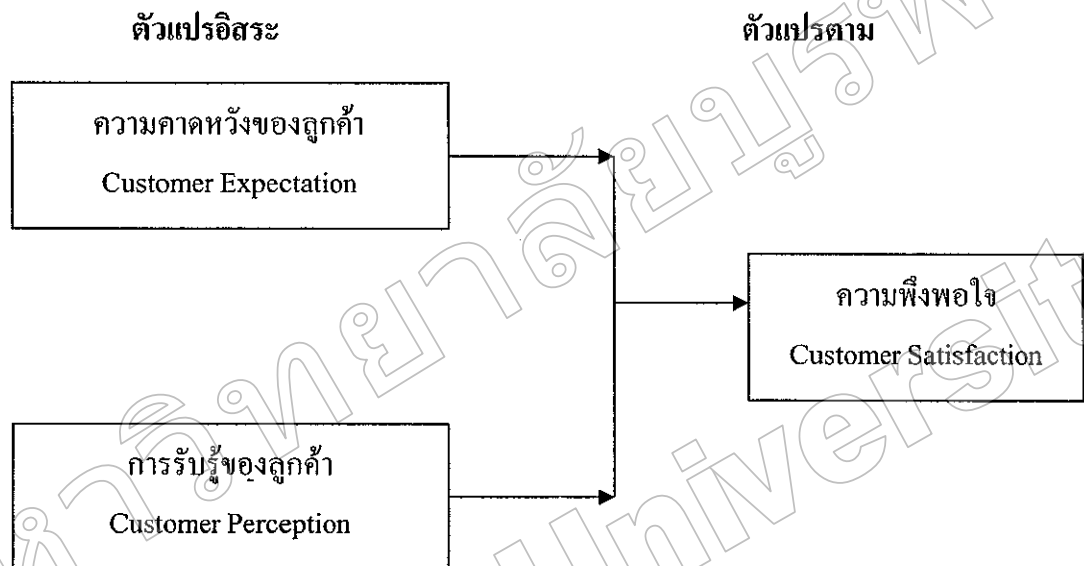 ตัวแปรอิสระ
ตัวแปรตาม
ความคาดหวังของลูกค้า
Customer Expectation
ความพึงพอใจ
Customer Satisfaction
การรับรู้ของลูกค้า
Customer Perception